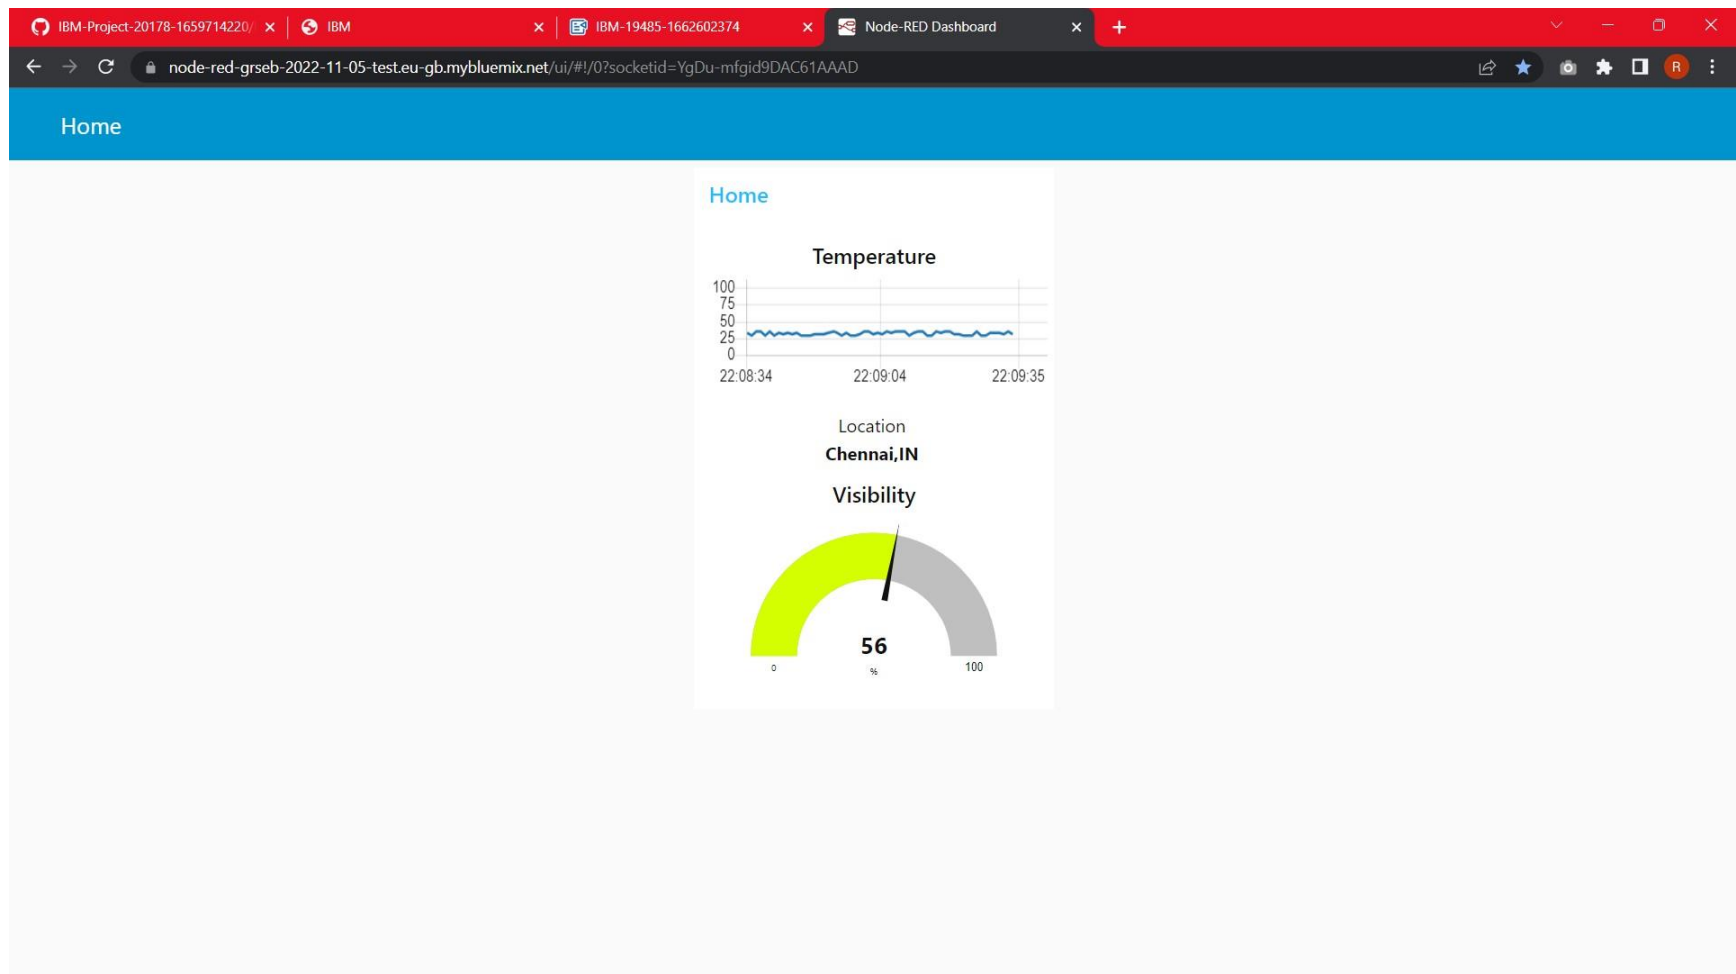 IBM-Project-20178-1659714220/
IBM
IBM-19485-1662602374
Node-RED Dashboard
node-red-grseb-2022-11-05-test.eu-gb.mybluemix.net/ui/#!/0?socketid=YgDu-mfgid9DAC61AAAD
R
Home
Home
Temperature
100
75
50
25
0
22:08:34 22:09:04 22:09:35
Location
Chennai,IN
Visibility
56
0 % 100